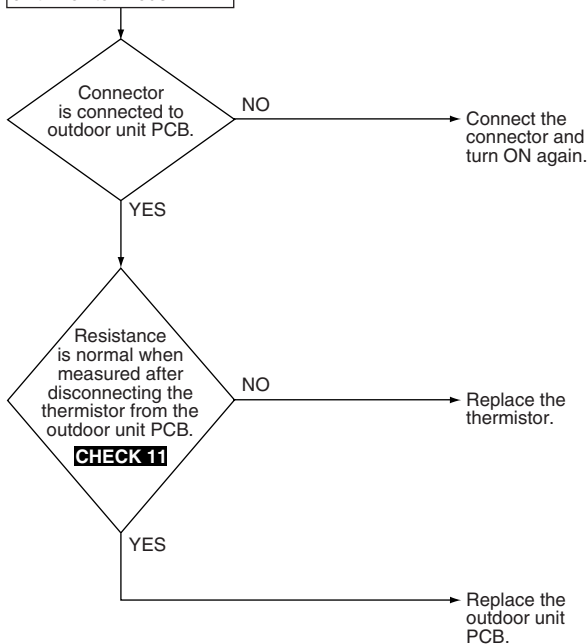 Connector
is connected to
outdoor unit PCB.
NO
Connect the
connector and
turn ON again.
YES
Resistance
is normal when
measured after
disconnecting the
thermistor from the
outdoor unit PCB.
CHECK 11
NO
Replace the
thermistor.
YES
Replace the
outdoor unit
PCB.